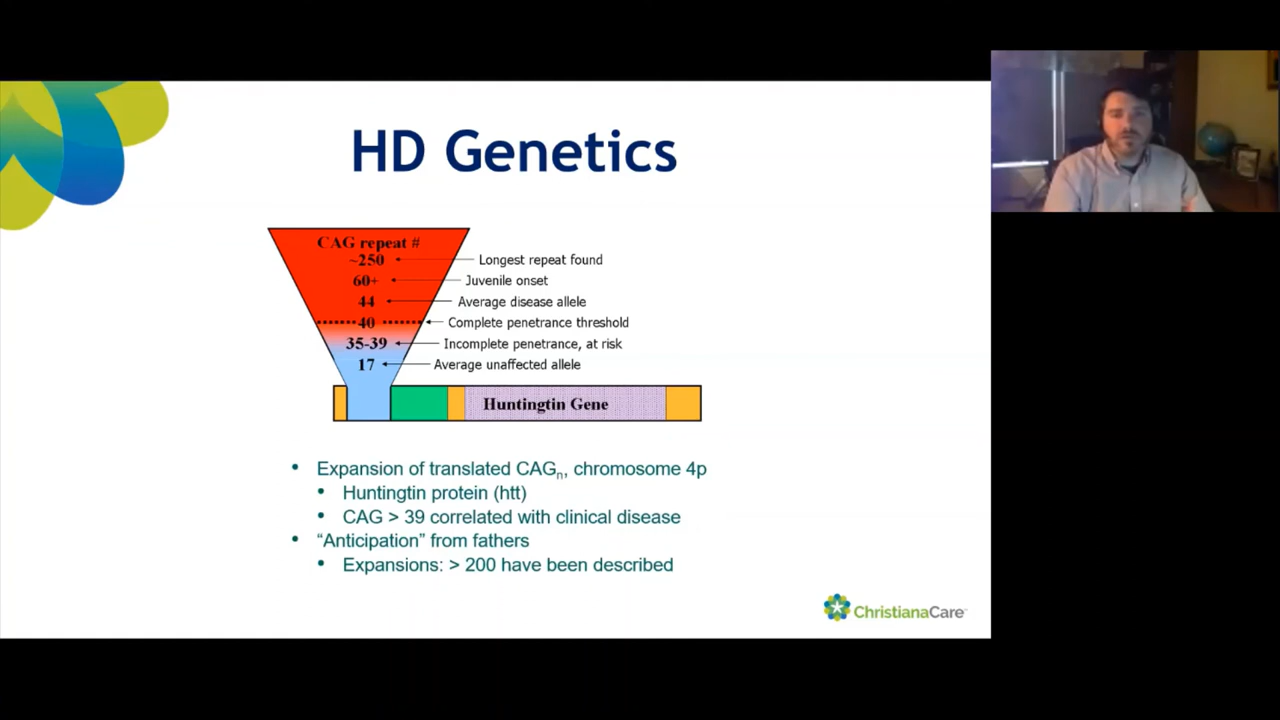 HD Genetics
CAG repeat #
~250 Longest repeat found
60+ Juvenile onset
44 Average disease allele
40 Complete penetrance threshold
35-39 Incomplete penetrance, at risk
17 Average unaffected allele
Huntingtin Gene
• Expansion of translated CAGn, chromosome 4p
• Huntingtin protein (htt)
• CAG > 39 correlated with clinical disease
• “Anticipation” from fathers
• Expansions: > 200 have been described
ChristianaCare™